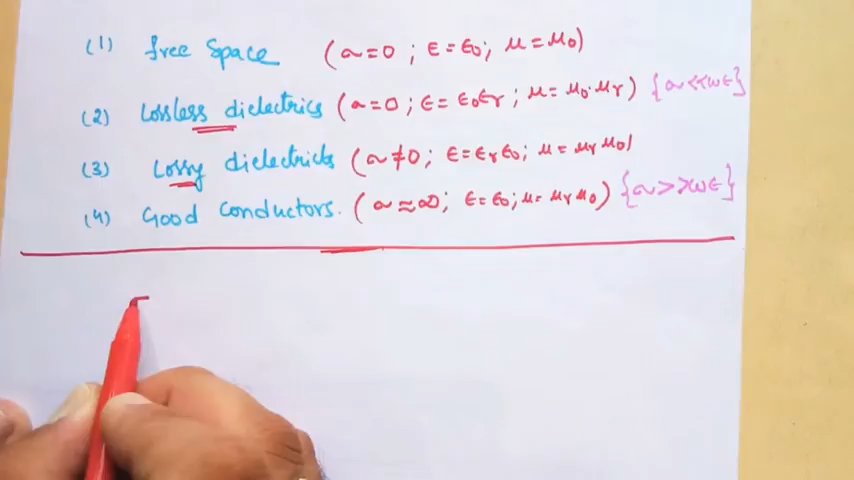 (1) free Space (σ=0 ; ε=ε0; μ=μ0)
(2) Lossless dielectrics (σ=0; ε=ε0εr; μ=μ0.μr) {σ<<ωε}
(3) Lossy dielectricts (σ≠0; ε=εrε0; μ=μrμ0)
(4) Good conductors. (σ≈∞; ε=ε0; μ=μrμ0) {σ>>ωε}